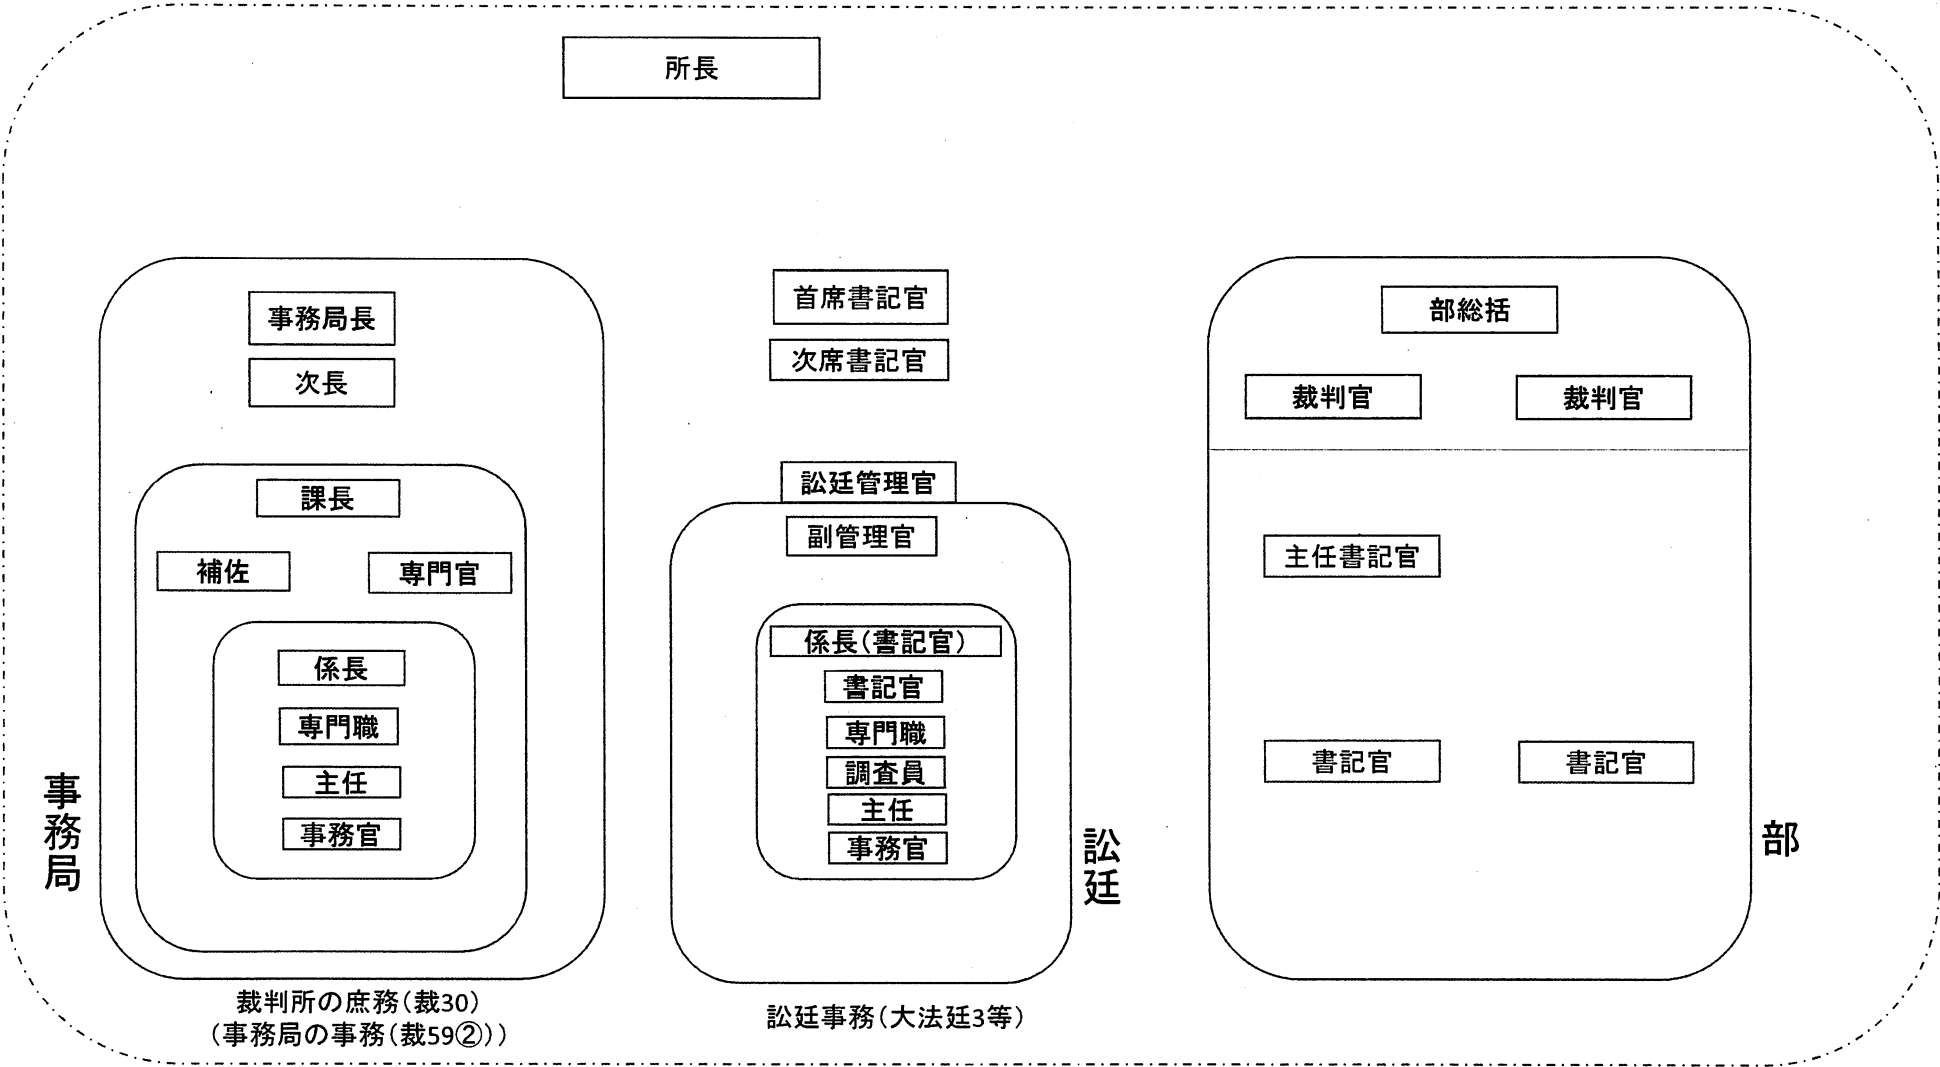 所長
事務局長
次長
課長
補佐
専門官
係長
専門職
主任
事務官
事務局
裁判所の庶務(裁30)
(事務局の事務(裁59②))
首席書記官
次席書記官
訟廷管理官
副管理官
係長(書記官)
書記官
専門職
調査員
主任
事務官
訟廷
訟廷事務(大法廷3等)
部総括
裁判官
裁判官
主任書記官
書記官
書記官
部